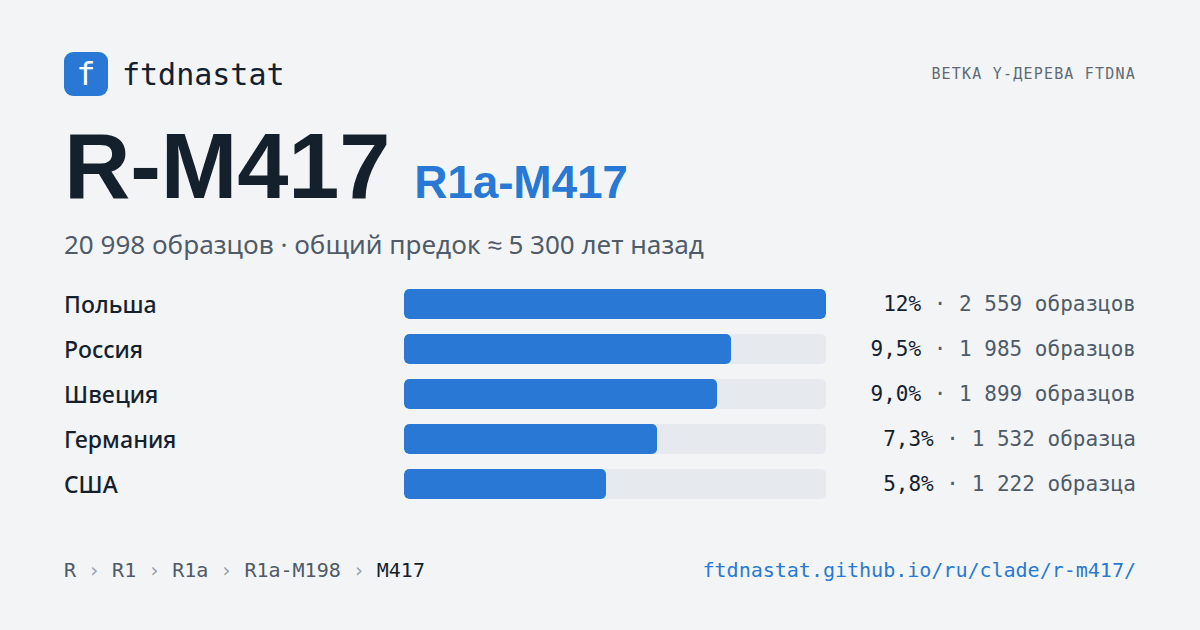 f ftdnastat
ВЕТКА Y-ДЕРЕВА FTDNA
R-M417 R1a-M417
20 998 образцов · общий предок ≈ 5 300 лет назад
Польша 12% · 2 559 образцов
Россия 9,5% · 1 985 образцов
Швеция 9,0% · 1 899 образцов
Германия 7,3% · 1 532 образца
США 5,8% · 1 222 образца
R › R1 › R1a › R1a-M198 › M417
ftdnastat.github.io/ru/clade/r-m417/